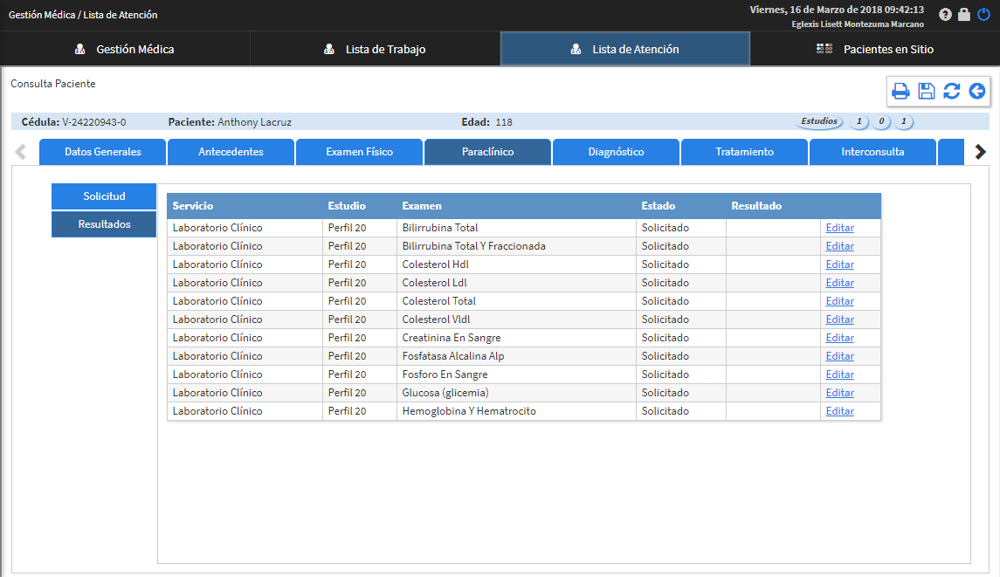 Gestión Médica / Lista de Atención
Viernes, 16 de Marzo de 2018 09:42:13
Eglexis Lisett Montezuma Marcano
Gestión Médica
Lista de Trabajo
Lista de Atención
Pacientes en Sitio
Consulta Paciente
Cédula: V-24220943-0 Paciente: Anthony Lacruz Edad: 118 Estudios 1 0 1
Datos Generales Antecedentes Examen Físico Paraclínico Diagnóstico Tratamiento Interconsulta
Solicitud
Resultados
Servicio Estudio Examen Estado Resultado
Laboratorio Clínico Perfil 20 Bilirrubina Total Solicitado Editar
Laboratorio Clínico Perfil 20 Bilirrubina Total Y Fraccionada Solicitado Editar
Laboratorio Clínico Perfil 20 Colesterol Hdl Solicitado Editar
Laboratorio Clínico Perfil 20 Colesterol Ldl Solicitado Editar
Laboratorio Clínico Perfil 20 Colesterol Total Solicitado Editar
Laboratorio Clínico Perfil 20 Colesterol Vldl Solicitado Editar
Laboratorio Clínico Perfil 20 Creatinina En Sangre Solicitado Editar
Laboratorio Clínico Perfil 20 Fosfatasa Alcalina Alp Solicitado Editar
Laboratorio Clínico Perfil 20 Fosforo En Sangre Solicitado Editar
Laboratorio Clínico Perfil 20 Glucosa (glicemia) Solicitado Editar
Laboratorio Clínico Perfil 20 Hemoglobina Y Hematrocito Solicitado Editar